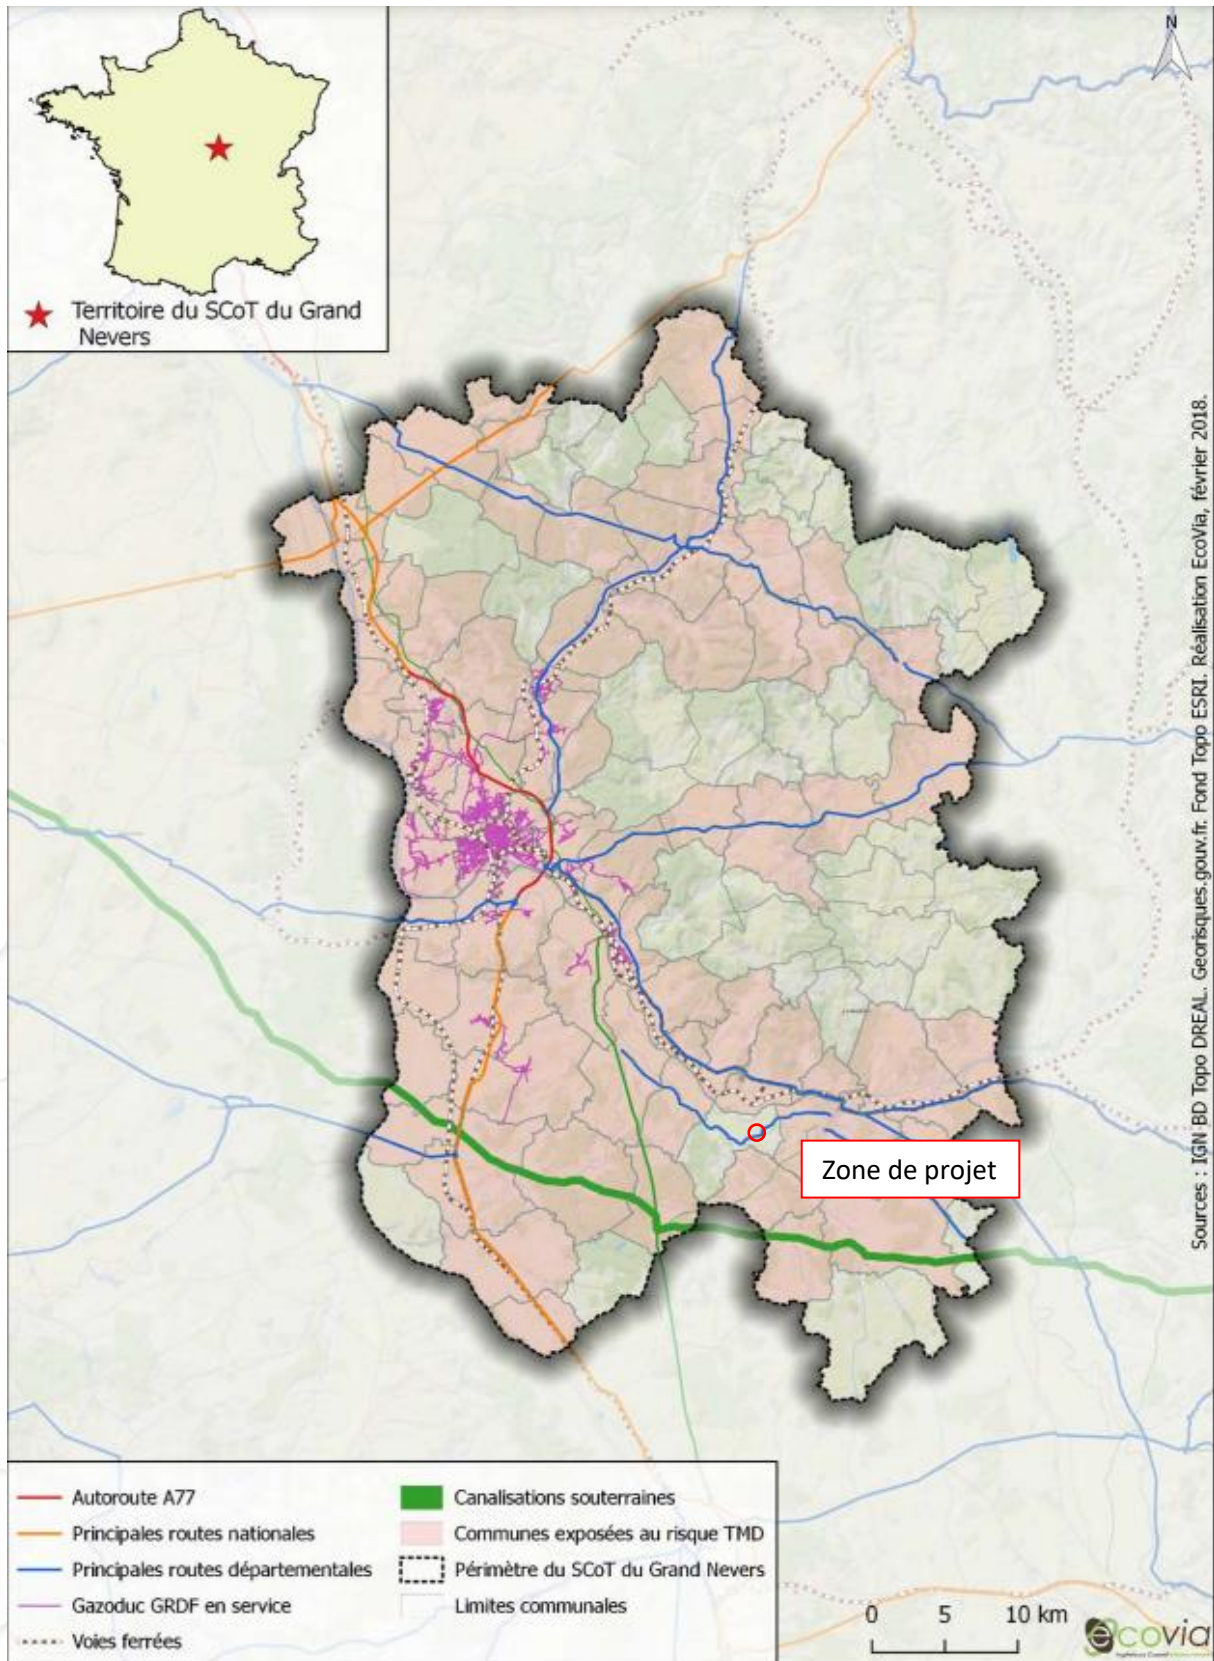 Territoire du SCoT du Grand
Nevers
N
Sources : IGN BD Topo DREAL. Georisques.gouv.fr. Fond Topo ESRI. Réalisation EcoVia, février 2018.
Zone de projet
Autoroute A77
Principales routes nationales
Principales routes départementales
Gazoduc GRDF en service
Voies ferrées
Canalisations souterraines
Communes exposées au risque TMD
Périmètre du SCoT du Grand Nevers
Limites communales
0 5 10 km
ecovia